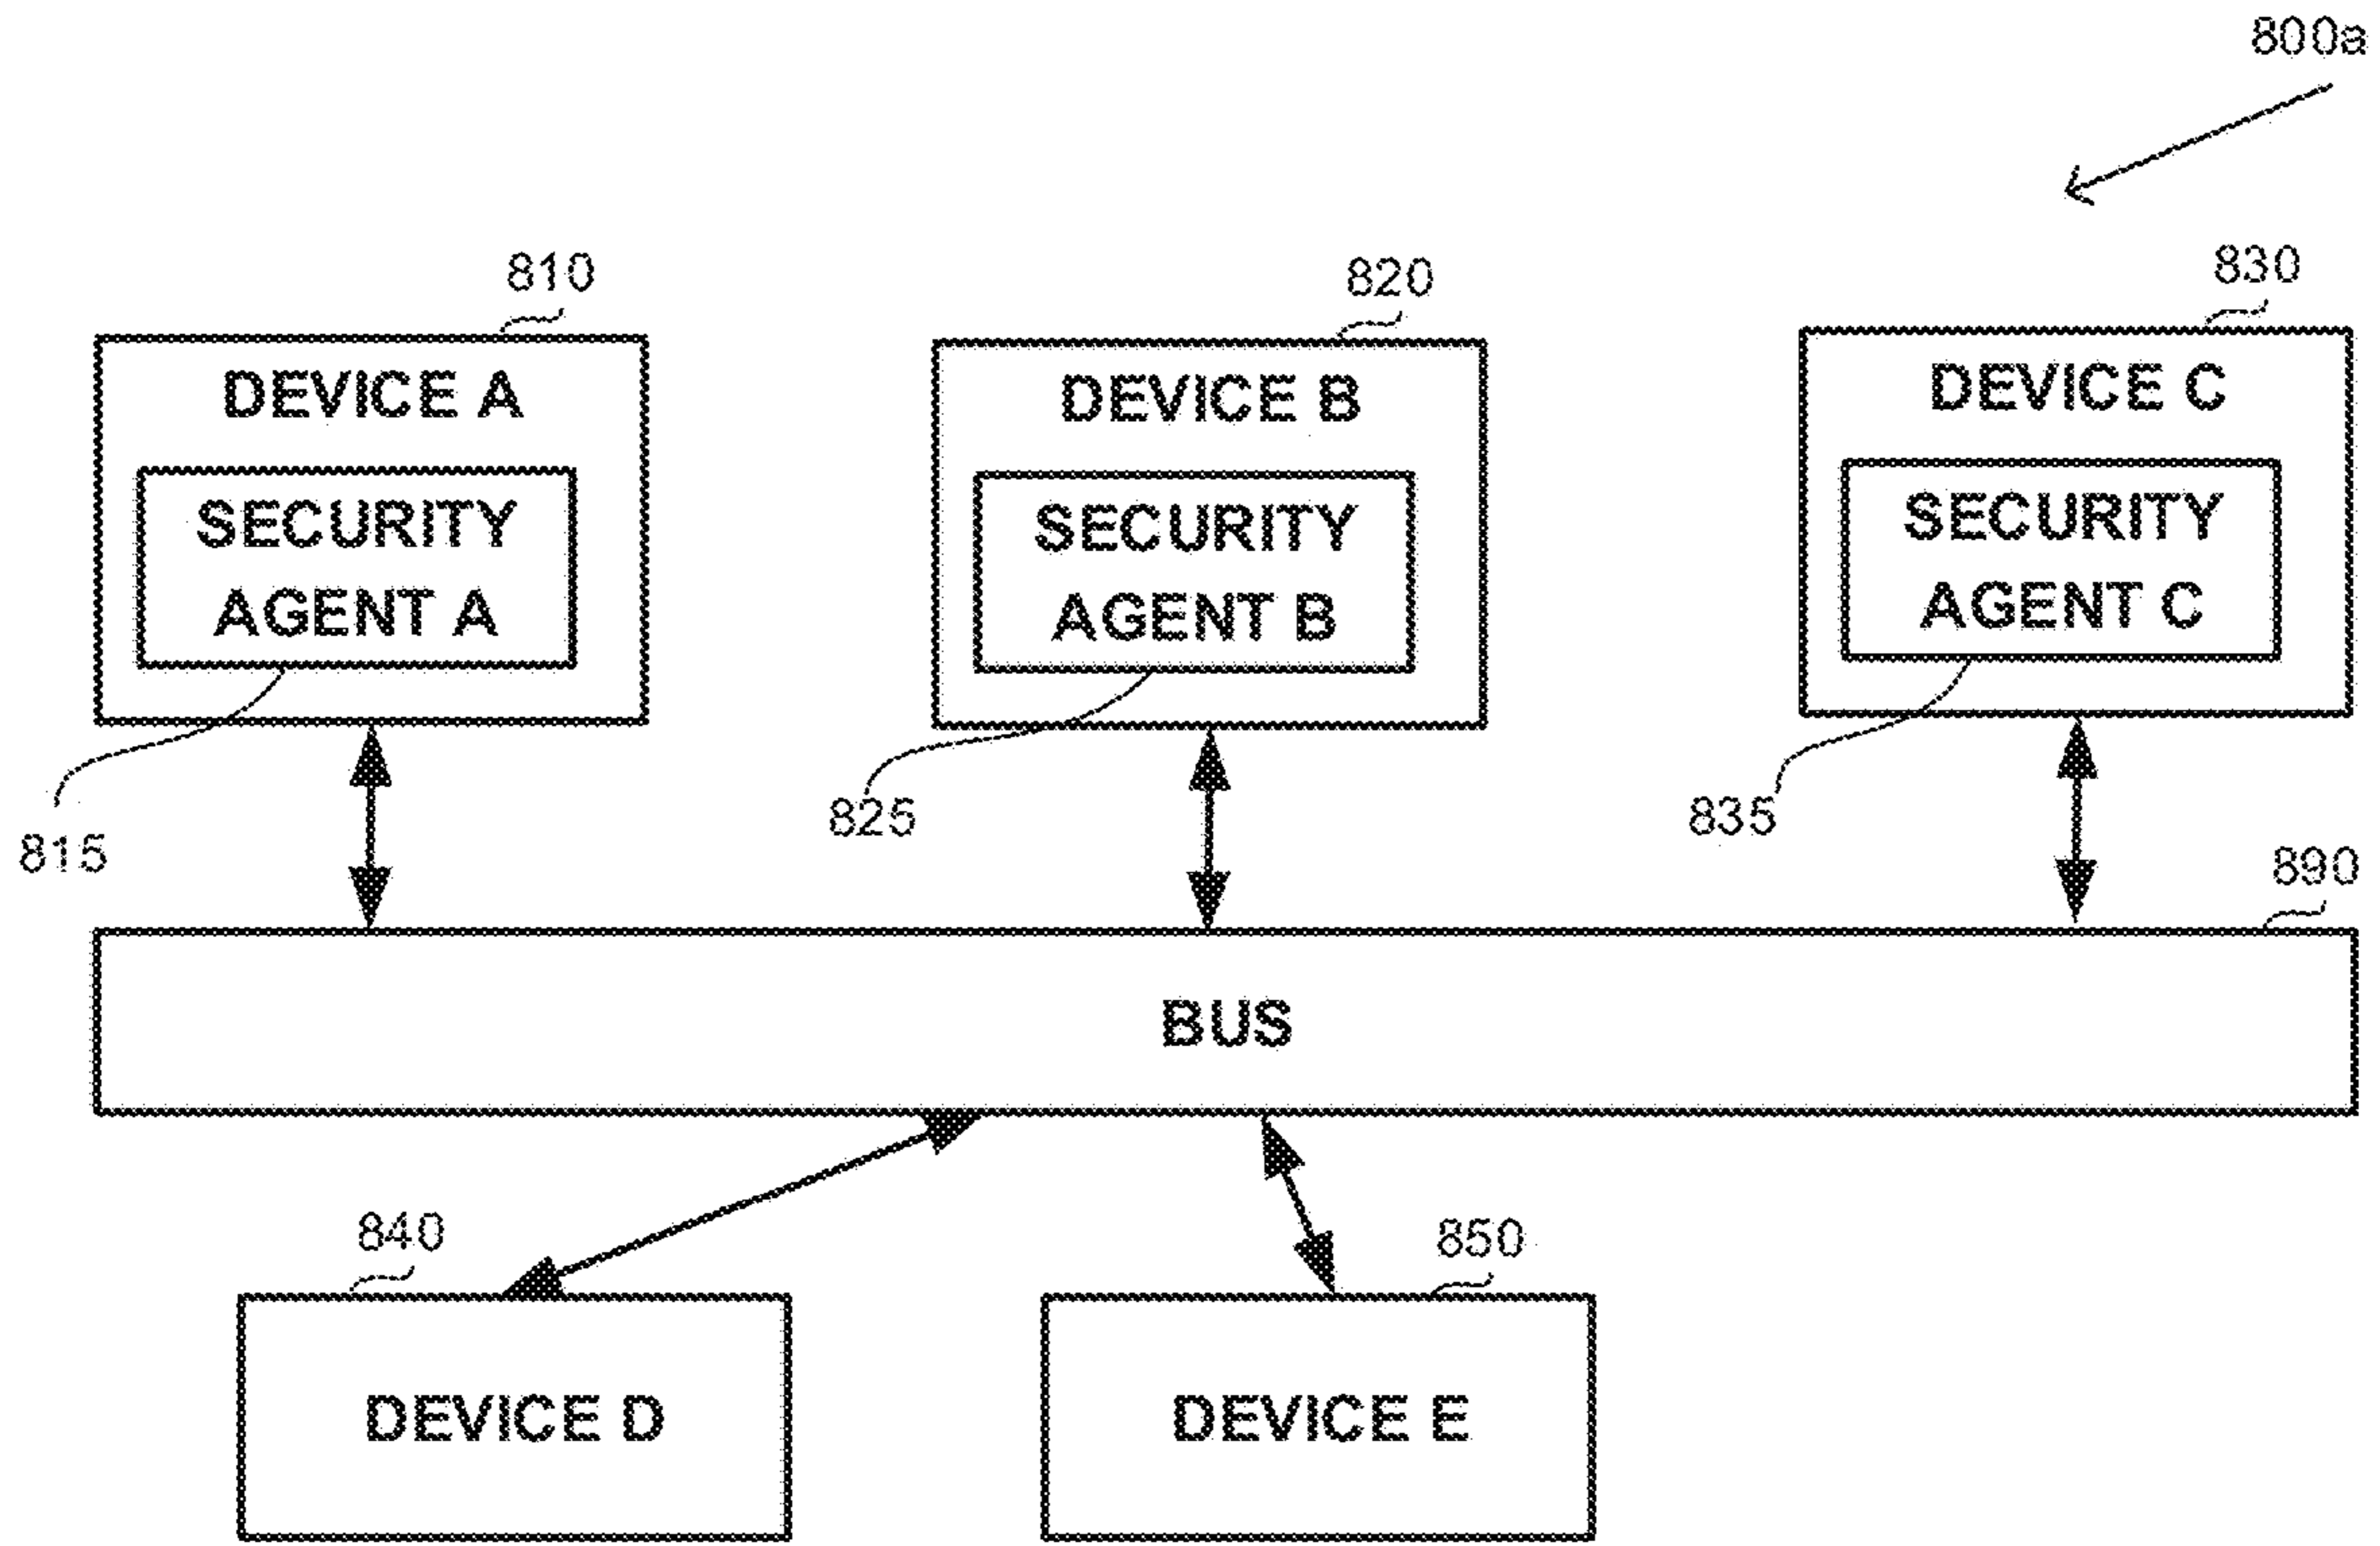 800a
810
820
830
DEVICE A
DEVICE B
DEVICE C
SECURITY
AGENT A
SECURITY
AGENT B
SECURITY
AGENT C
815
825
835
890
BUS
840
850
DEVICE D
DEVICE E